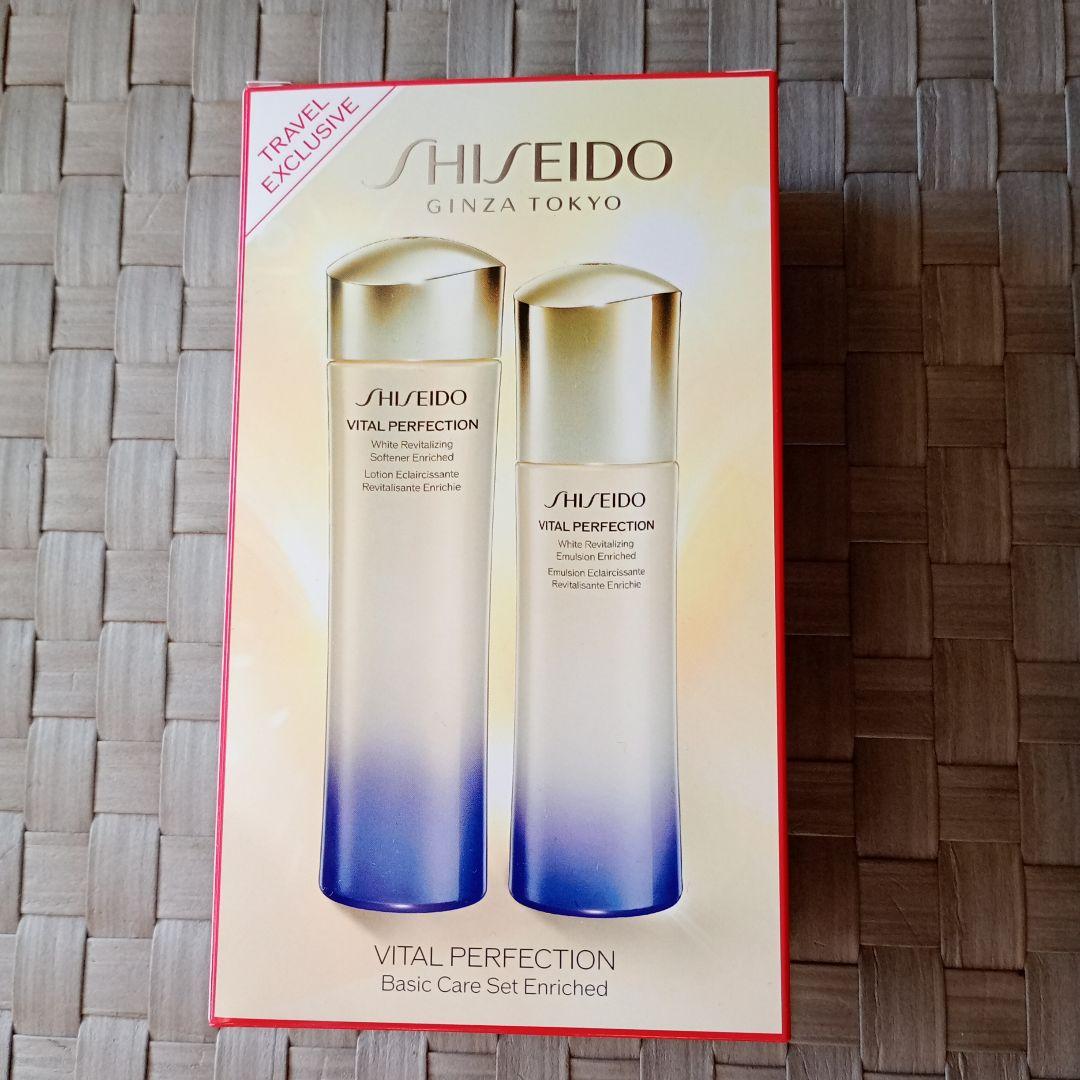 TRAVEL
EXCLUSIVE
SHISEIDO
GINZA TOKYO
SHISEIDO
VITAL PERFECTION
White Revitalizing
Softener Enriched
Lotion Eclaircissante
Revitalisante Enrichie
SHISEIDO
VITAL PERFECTION
White Revitalizing
Emulsion Enriched
Emulsion Eclaircissante
Revitalisante Enrichie
VITAL PERFECTION
Basic Care Set Enriched